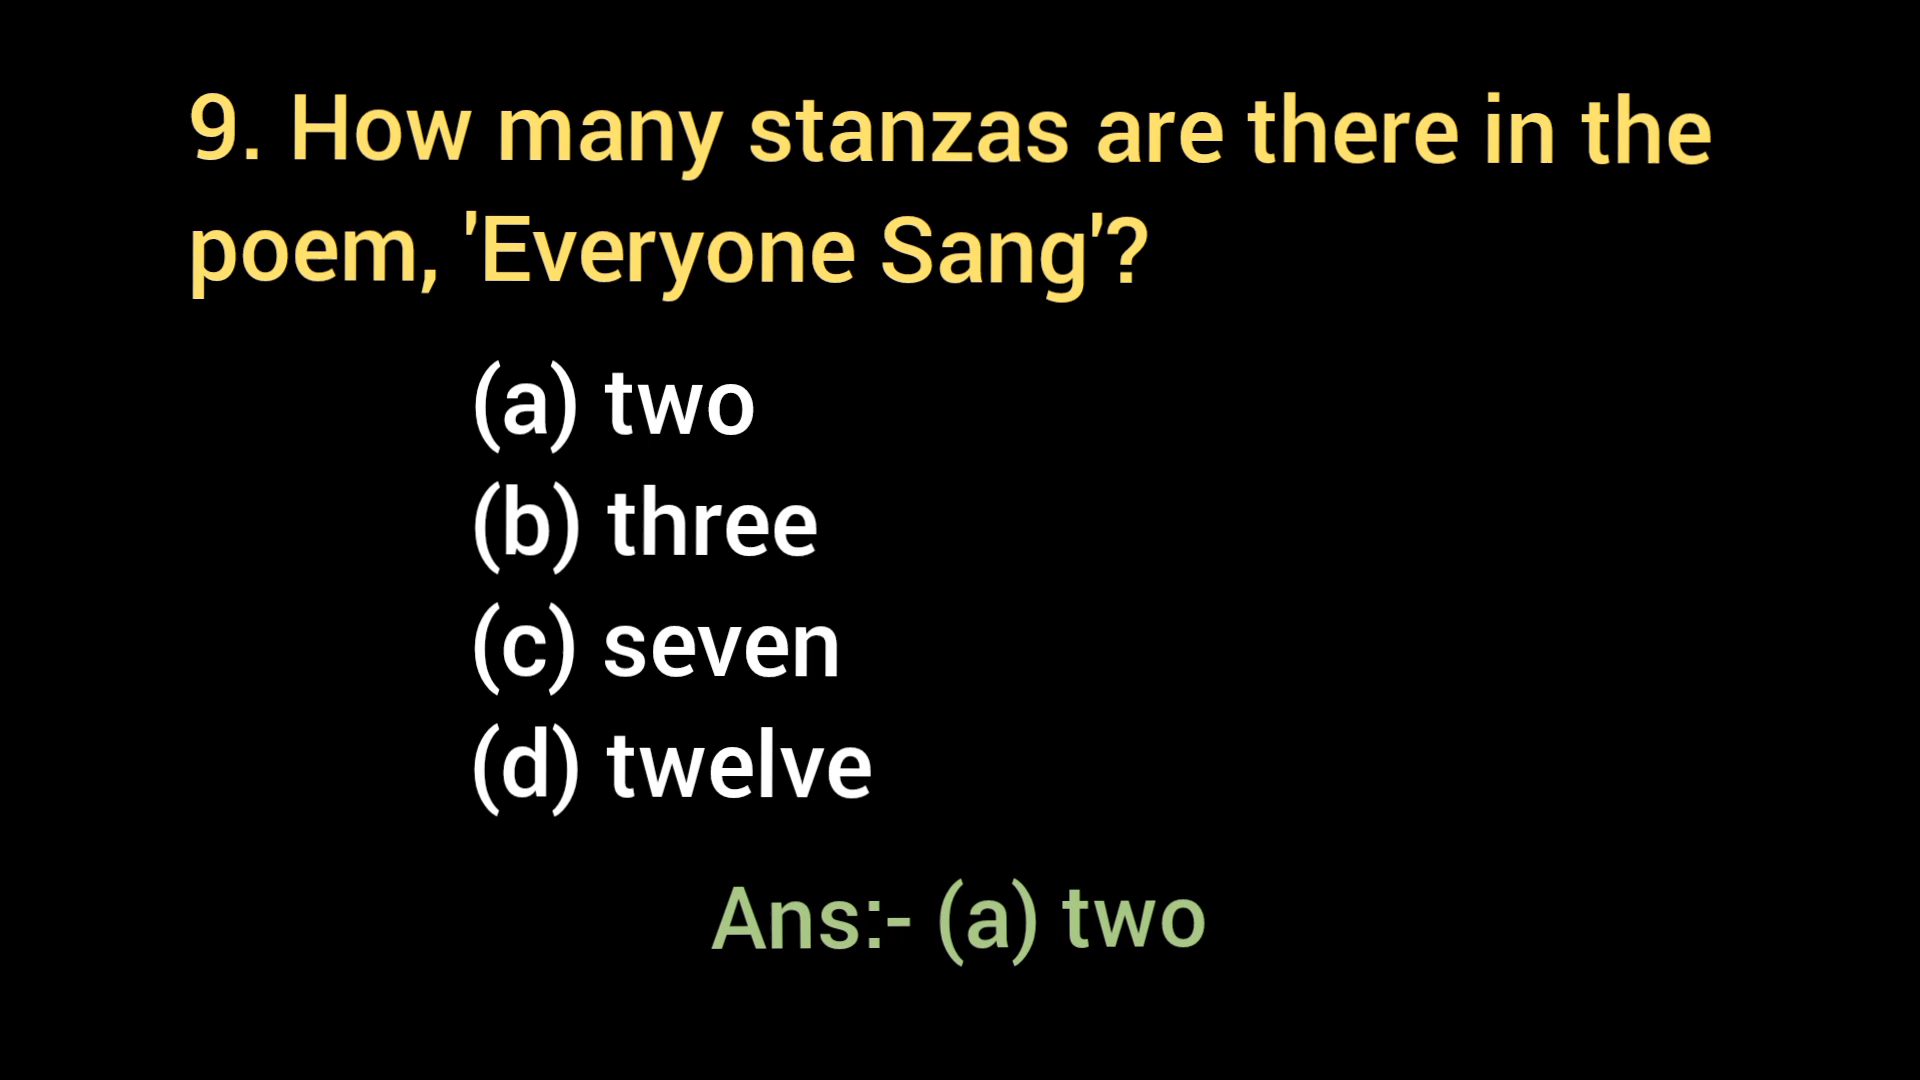 9. How many stanzas are there in the
poem, 'Everyone Sang'?
(a) two
(b) three
(c) seven
(d) twelve
Ans:- (a) two